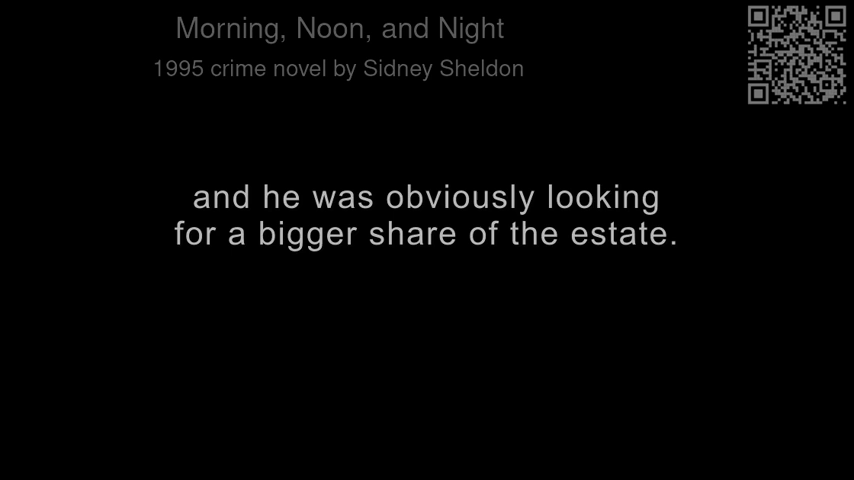 Morning, Noon, and Night
1995 crime novel by Sidney Sheldon
and he was obviously looking
for a bigger share of the estate.